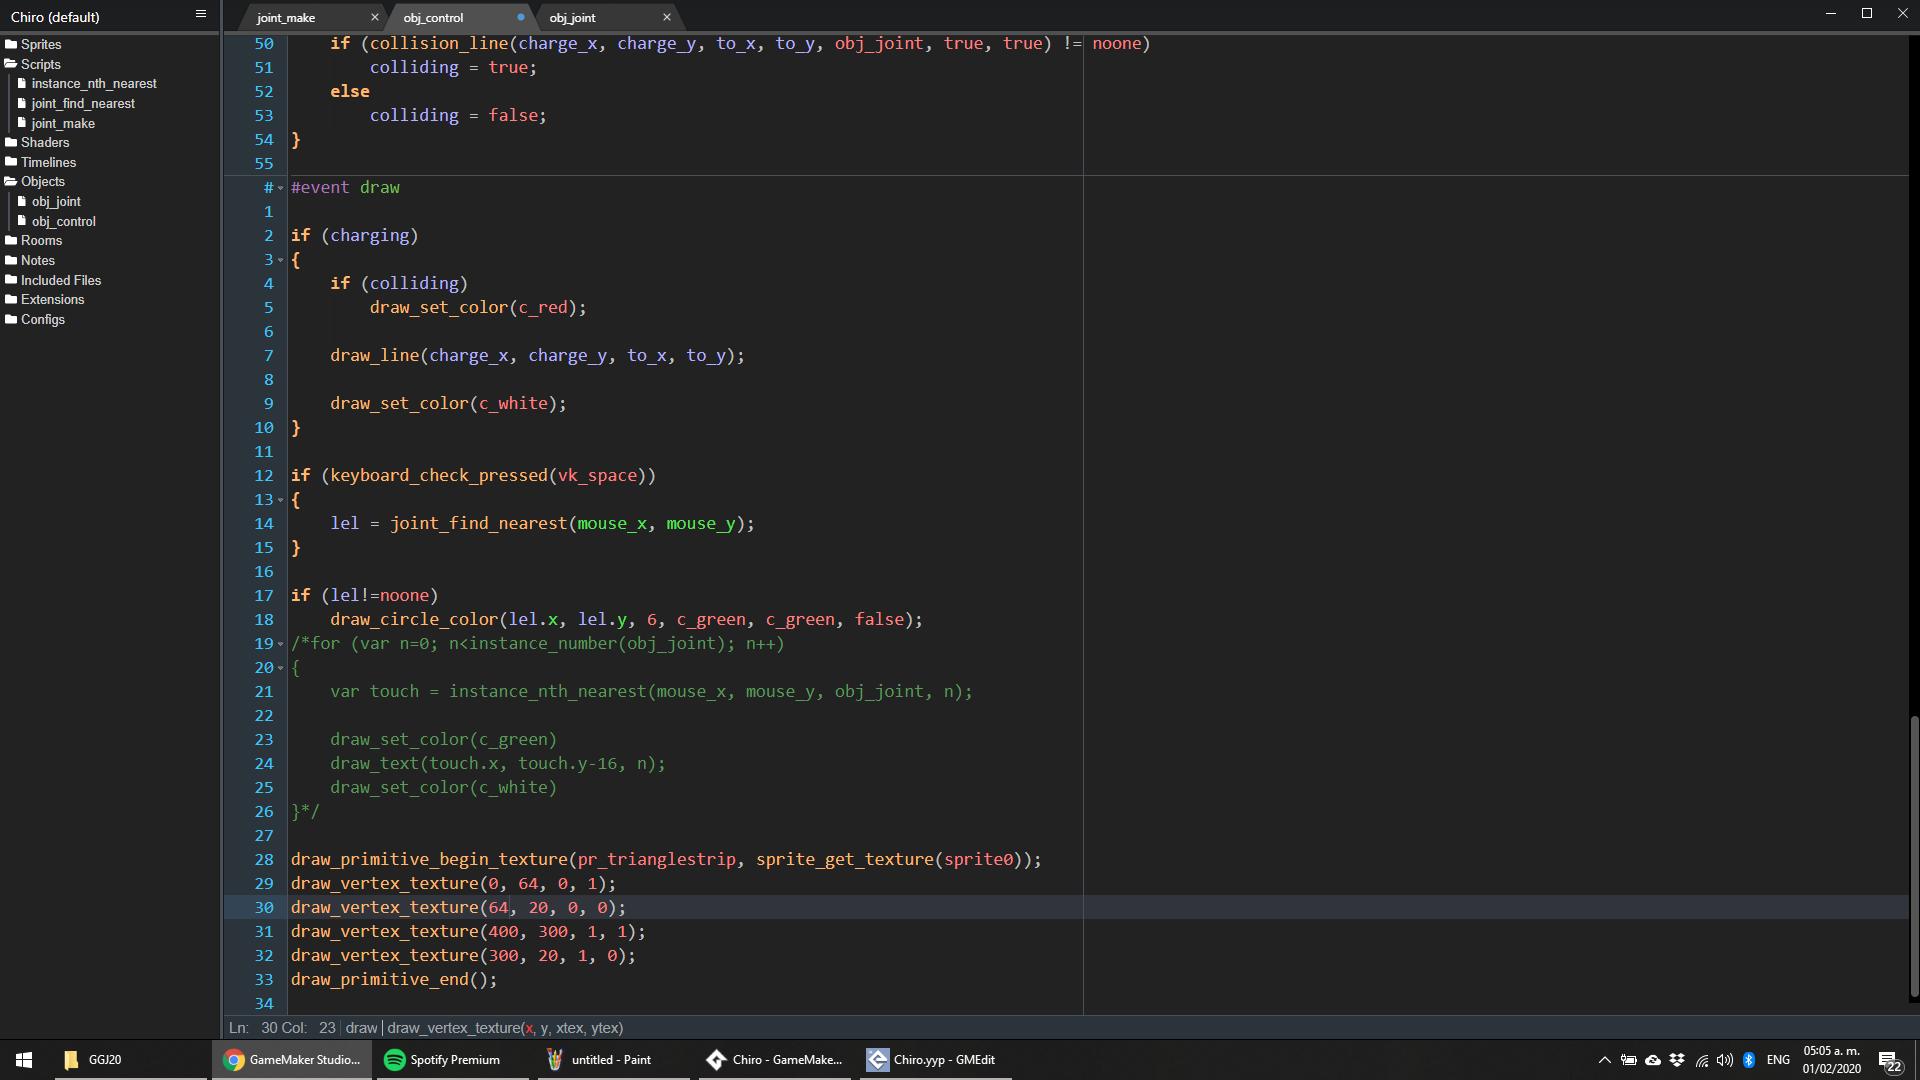 Chiro (default)
joint_make
obj_control
obj_joint
Sprites
Scripts
instance_nth_nearest
joint_find_nearest
joint_make
Shaders
Timelines
Objects
obj_joint
obj_control
Rooms
Notes
Included Files
Extensions
Configs
50 if (collision_line(charge_x, charge_y, to_x, to_y, obj_joint, true, true) != noone)
51 colliding = true;
52 else
53 colliding = false;
54 }
55
# #event draw
1
2 if (charging)
3 {
4 if (colliding)
5 draw_set_color(c_red);
6
7 draw_line(charge_x, charge_y, to_x, to_y);
8
9 draw_set_color(c_white);
10 }
11
12 if (keyboard_check_pressed(vk_space))
13 {
14 lel = joint_find_nearest(mouse_x, mouse_y);
15 }
16
17 if (lel!=noone)
18 draw_circle_color(lel.x, lel.y, 6, c_green, c_green, false);
19 /*for (var n=0; n<instance_number(obj_joint); n++)
20 {
21 var touch = instance_nth_nearest(mouse_x, mouse_y, obj_joint, n);
22
23 draw_set_color(c_green)
24 draw_text(touch.x, touch.y-16, n);
25 draw_set_color(c_white)
26 }*/
27
28 draw_primitive_begin_texture(pr_trianglestrip, sprite_get_texture(sprite0));
29 draw_vertex_texture(0, 64, 0, 1);
30 draw_vertex_texture(64, 20, 0, 0);
31 draw_vertex_texture(400, 300, 1, 1);
32 draw_vertex_texture(300, 20, 1, 0);
33 draw_primitive_end();
34
Ln: 30 Col: 23 draw draw_vertex_texture(x, y, xtex, ytex)
GGJ20
GameMaker Studio...
Spotify Premium
untitled - Paint
Chiro - GameMake...
Chiro.yyp - GMEdit
ENG
05:05 a. m.
01/02/2020
22